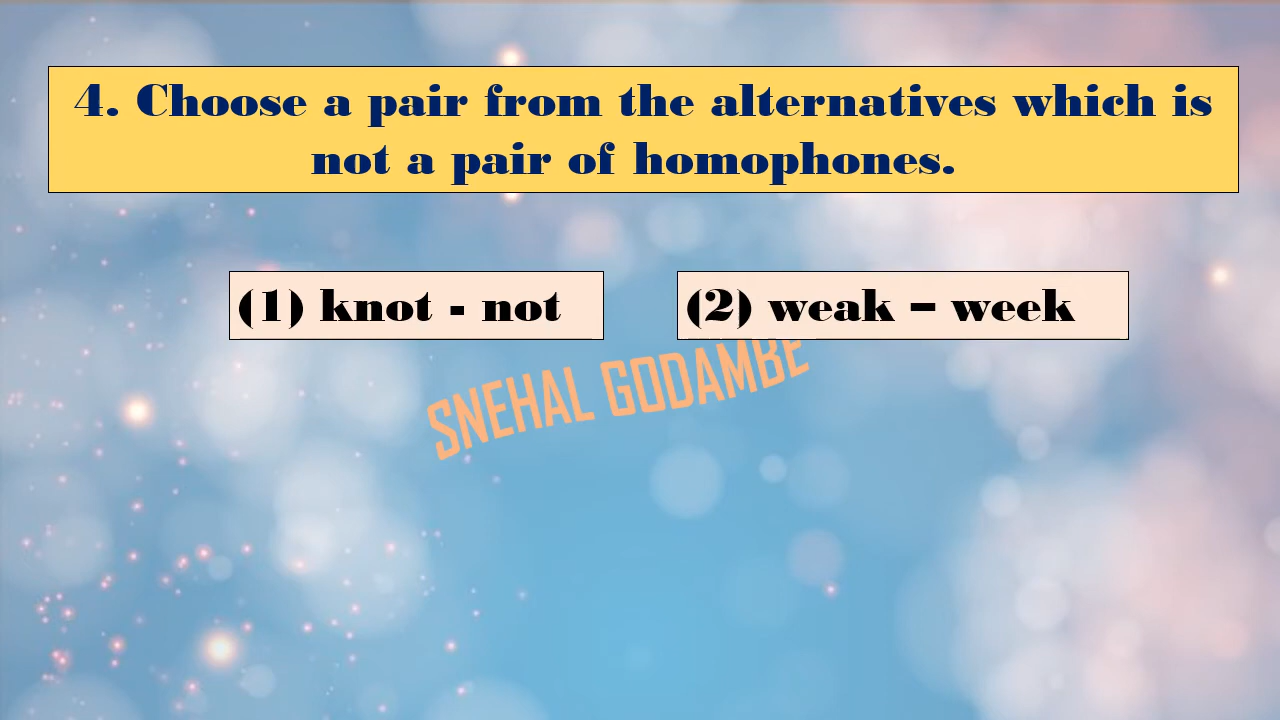 4. Choose a pair from the alternatives which is
not a pair of homophones.
(1) knot - not
(2) weak – week
SNEHAL GODAMBE